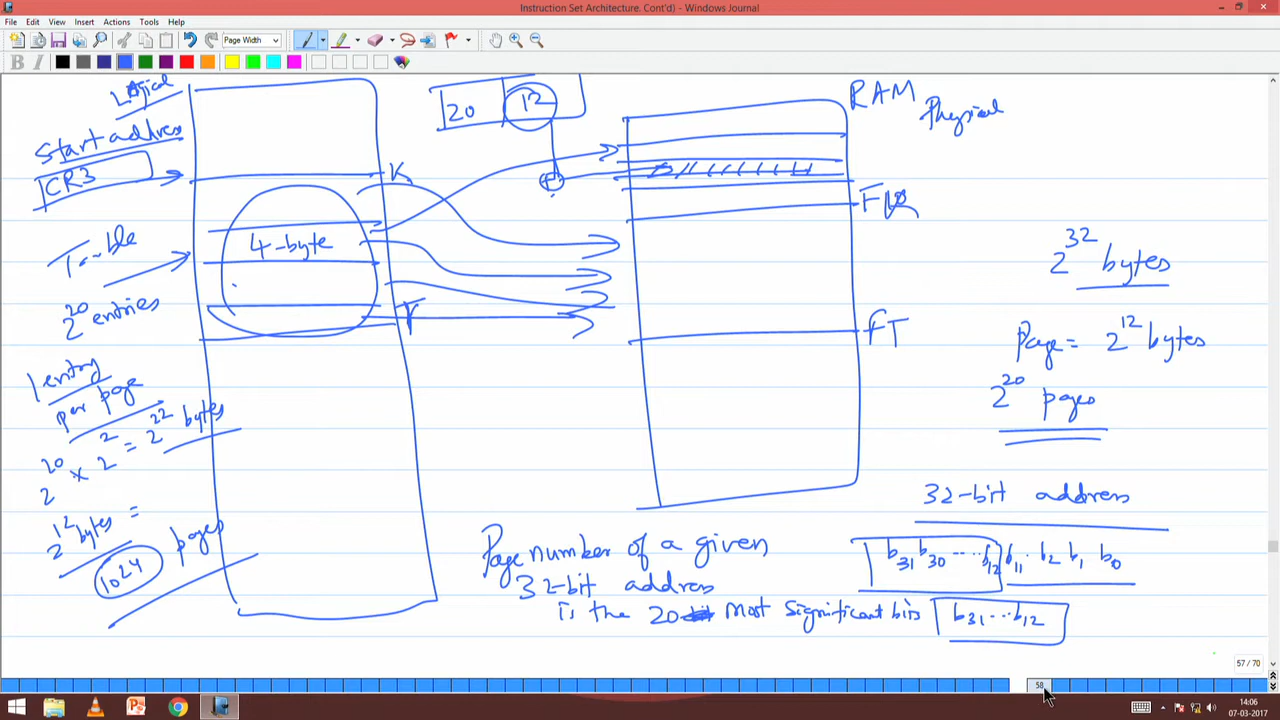 Instruction Set Architecture. Cont'd) - Windows Journal
File Edit View Insert Actions Tools Help
Page Width
B I
Logical
Start address
CR3
Table
2^20 entries
1 entry
per page
2^20 x 2^2 = 2^22 bytes
2^12 bytes =
1024 pages
K
4-byte
T
20 12
RAM
Physical
FK
FT
2^32 bytes
Page = 2^12 bytes
2^20 pages
32-bit address
b31 b30 ---- b12 b11 . b2 b1 b0
Page number of a given
32-bit address
is the 20 most significant bits b31 ... b12
57 / 70
58
14:06
07-03-2017